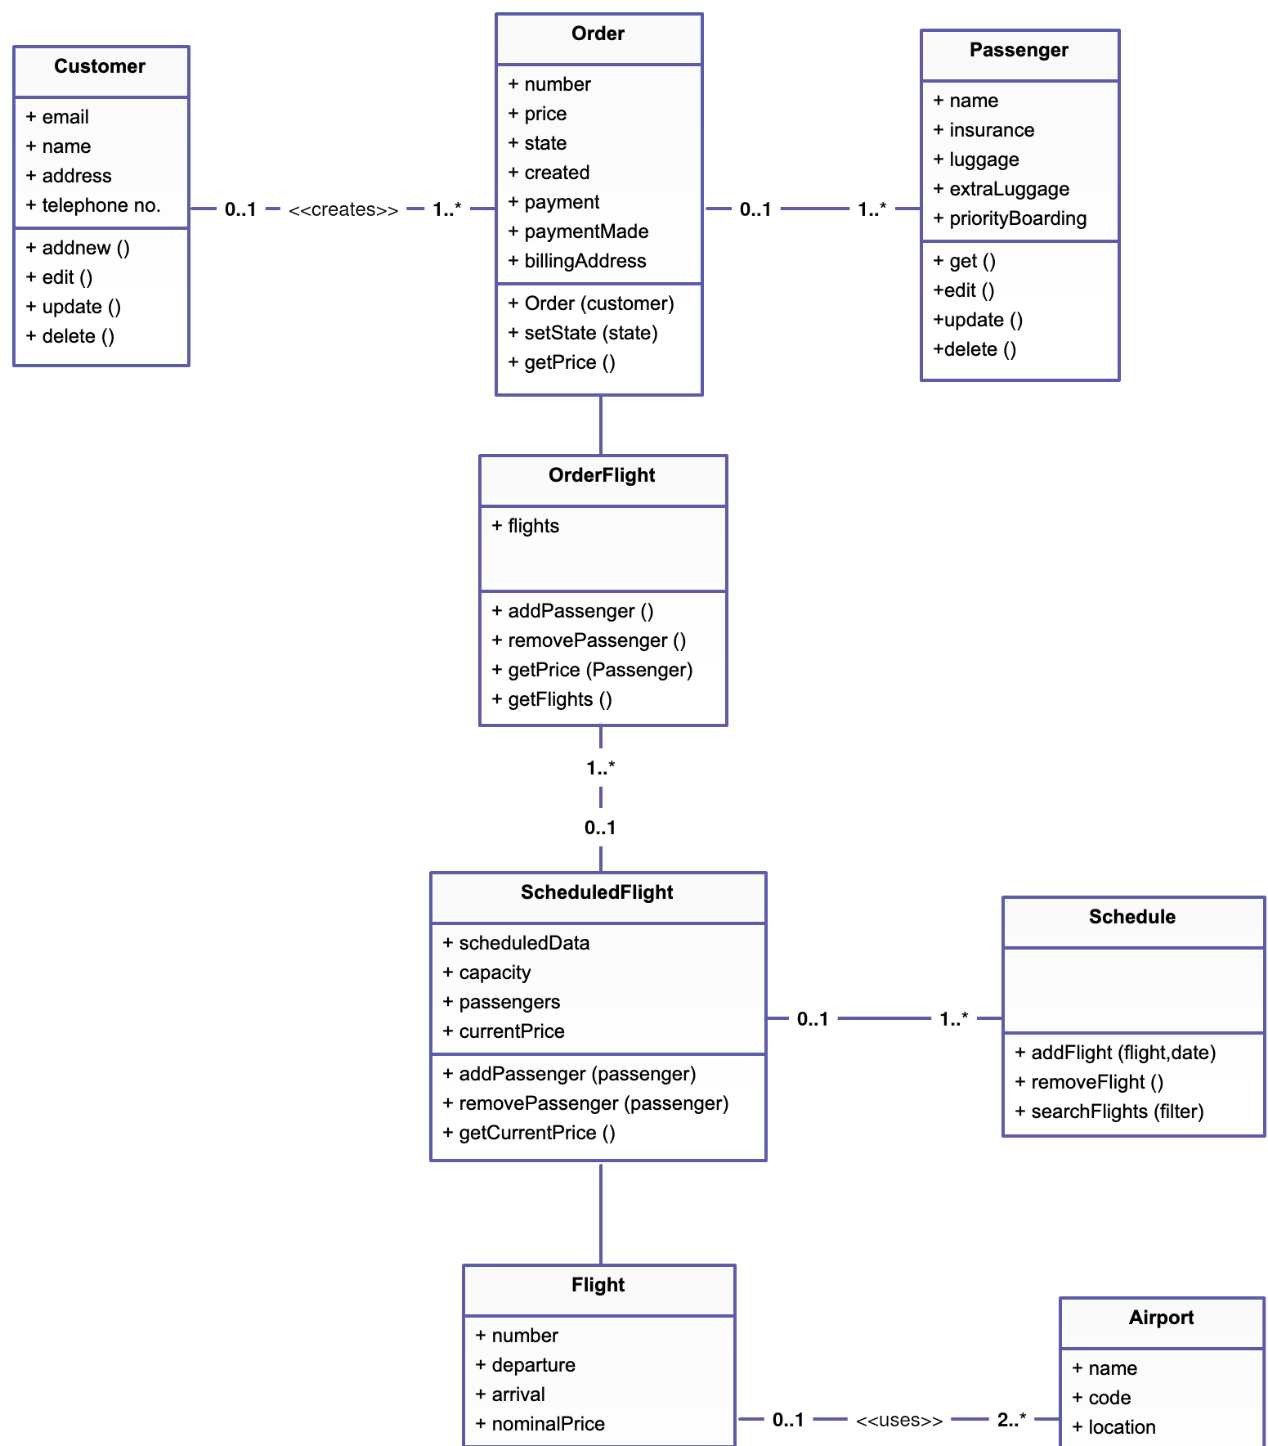 Customer
+ email
+ name
+ address
+ telephone no.
+ addnew ()
+ edit ()
+ update ()
+ delete ()
0..1 <<creates>> 1..*
Order
+ number
+ price
+ state
+ created
+ payment
+ paymentMade
+ billingAddress
+ Order (customer)
+ setState (state)
+ getPrice ()
0..1 1..*
Passenger
+ name
+ insurance
+ luggage
+ extraLuggage
+ priorityBoarding
+ get ()
+edit ()
+update ()
+delete ()
OrderFlight
+ flights
+ addPassenger ()
+ removePassenger ()
+ getPrice (Passenger)
+ getFlights ()
1..*
0..1
ScheduledFlight
+ scheduledData
+ capacity
+ passengers
+ currentPrice
+ addPassenger (passenger)
+ removePassenger (passenger)
+ getCurrentPrice ()
0..1 1..*
Schedule
+ addFlight (flight,date)
+ removeFlight ()
+ searchFlights (filter)
Flight
+ number
+ departure
+ arrival
+ nominalPrice
0..1 <<uses>> 2..*
Airport
+ name
+ code
+ location